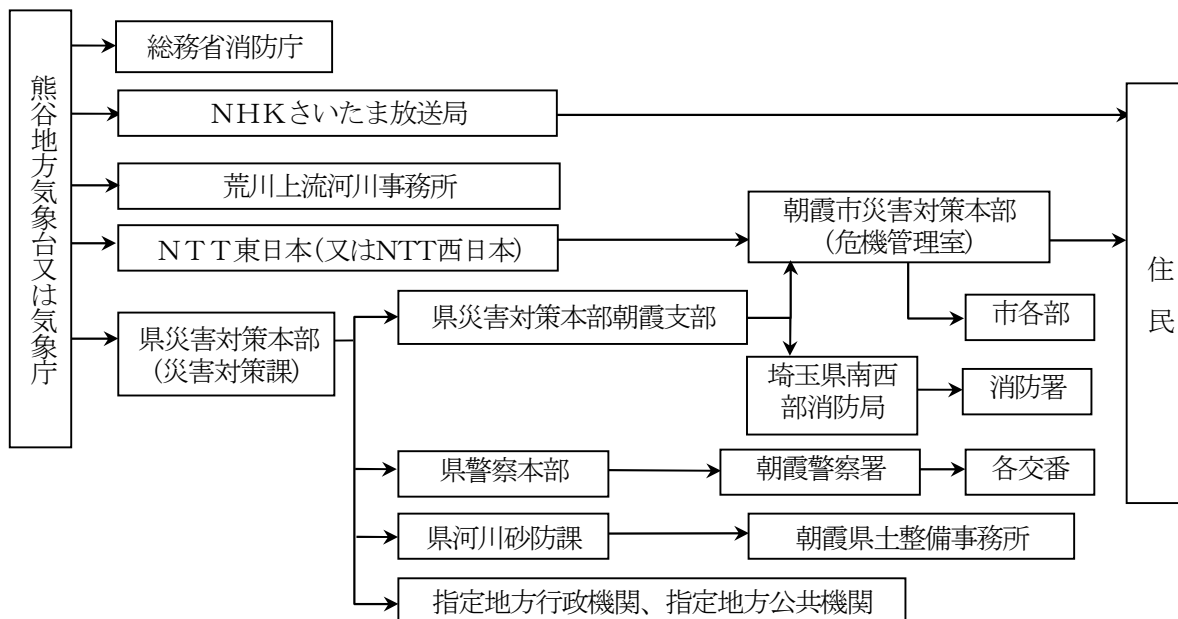 熊谷地方気象台又は気象庁
総務省消防庁
ＮＨＫさいたま放送局
荒川上流河川事務所
ＮＴＴ東日本（又はNTT西日本）
県災害対策本部
（災害対策課）
県災害対策本部朝霞支部
朝霞市災害対策本部
（危機管理室）
市各部
埼玉県南西
部消防局
消防署
県警察本部
朝霞警察署
各交番
県河川砂防課
朝霞県土整備事務所
指定地方行政機関、指定地方公共機関
住民